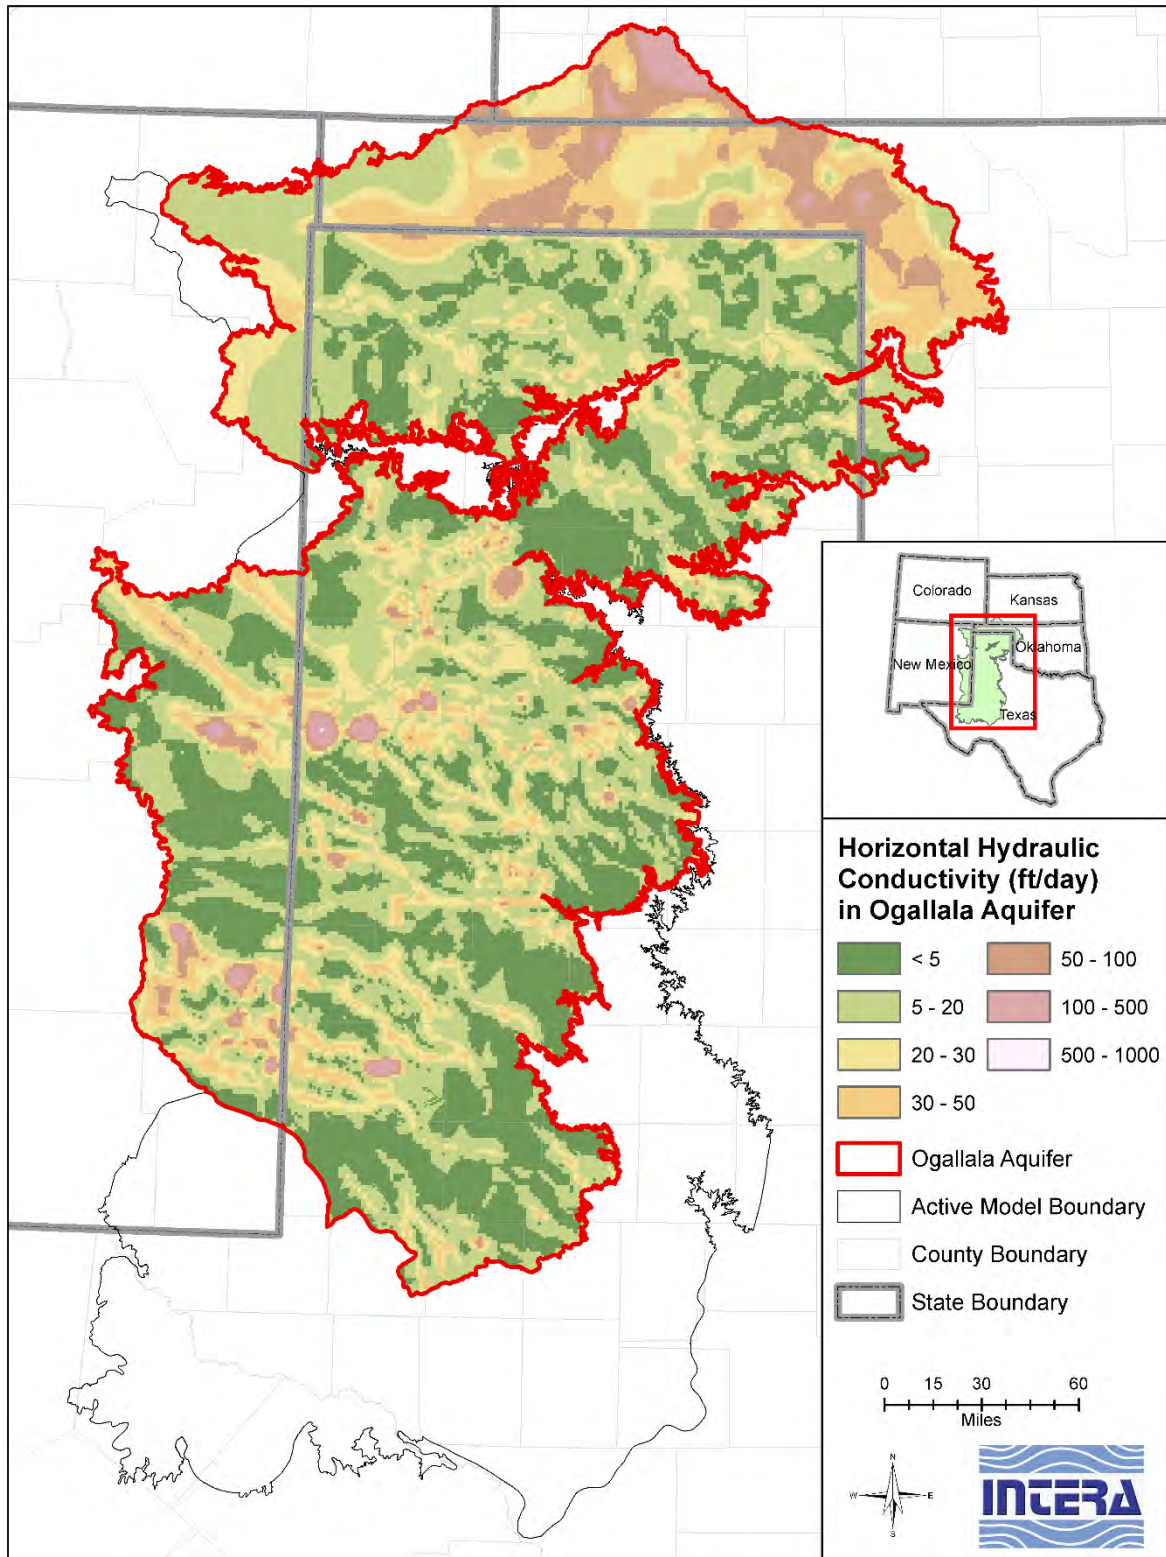 Colorado
Kansas
New Mexico
Oklahoma
Texas
Horizontal Hydraulic
Conductivity (ft/day)
in Ogallala Aquifer
< 5
50 - 100
5 - 20
100 - 500
20 - 30
500 - 1000
30 - 50
Ogallala Aquifer
Active Model Boundary
County Boundary
State Boundary
0 15 30 60
Miles
N
W E
S
INTERA